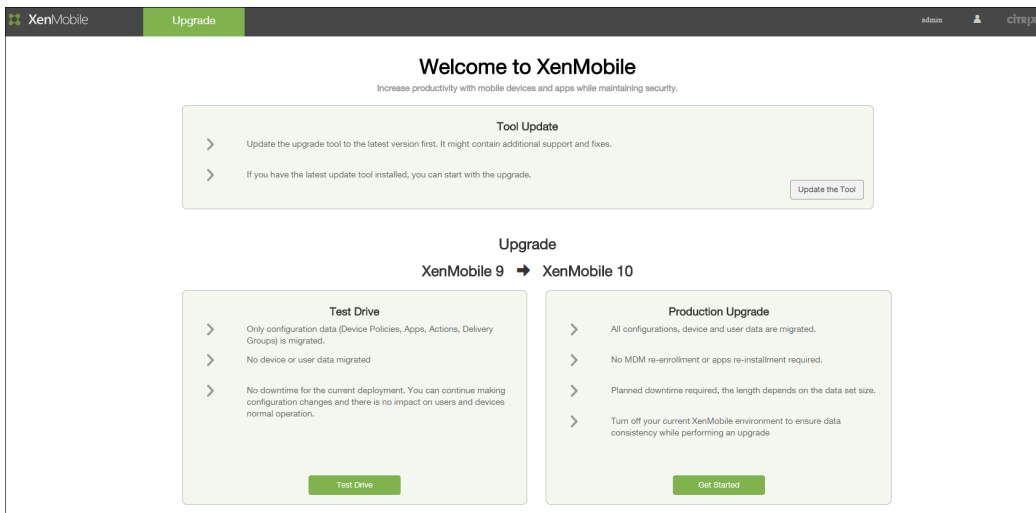 XenMobile
Upgrade
admin
CİTRIX
Welcome to XenMobile
Increase productivity with mobile devices and apps while maintaining security.
Tool Update
Update the upgrade tool to the latest version first. It might contain additional support and fixes.
If you have the latest update tool installed, you can start with the upgrade.
Update the Tool
Upgrade
XenMobile 9 ➔ XenMobile 10
Test Drive
Only configuration data (Device Policies, Apps, Actions, Delivery
Groups) is migrated.
No device or user data migrated
No downtime for the current deployment. You can continue making
configuration changes and there is no impact on users and devices
normal operation.
Test Drive
Production Upgrade
All configurations, device and user data are migrated.
No MDM re-enrollment or apps re-installment required.
Planned downtime required, the length depends on the data set size.
Turn off your current XenMobile environment to ensure data
consistency while performing an upgrade
Get Started